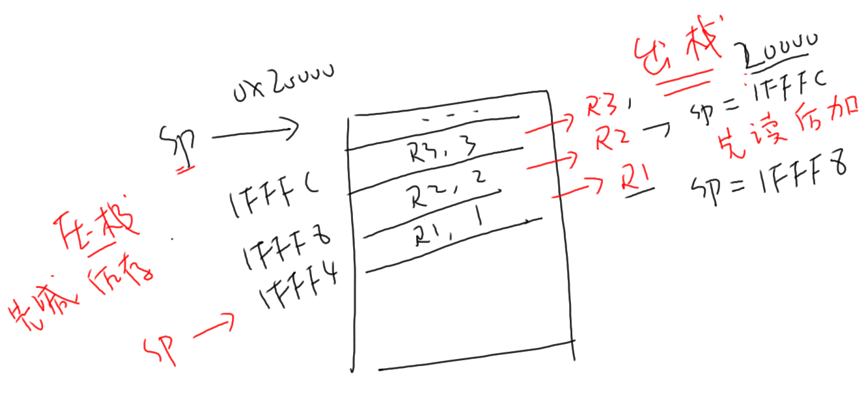 0x20000
sp
出栈
20000
...
R3,
sp = 1FFFC
R3, 3
R2
先读后加
1FFFC
R2, 2
R1
sp = 1FFF8
压栈
1FFF8
R1, 1
先减后存
1FFF4
sp